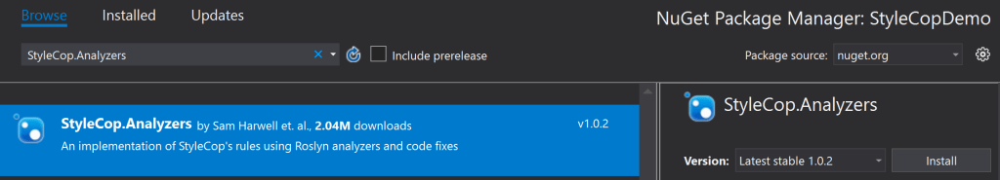 Browse Installed Updates NuGet Package Manager: StyleCopDemo
StyleCop.Analyzers Include prerelease Package source: nuget.org
StyleCop.Analyzers by Sam Harwell et. al., 2.04M downloads v1.0.2
An implementation of StyleCop's rules using Roslyn analyzers and code fixes
StyleCop.Analyzers
Version: Latest stable 1.0.2 Install